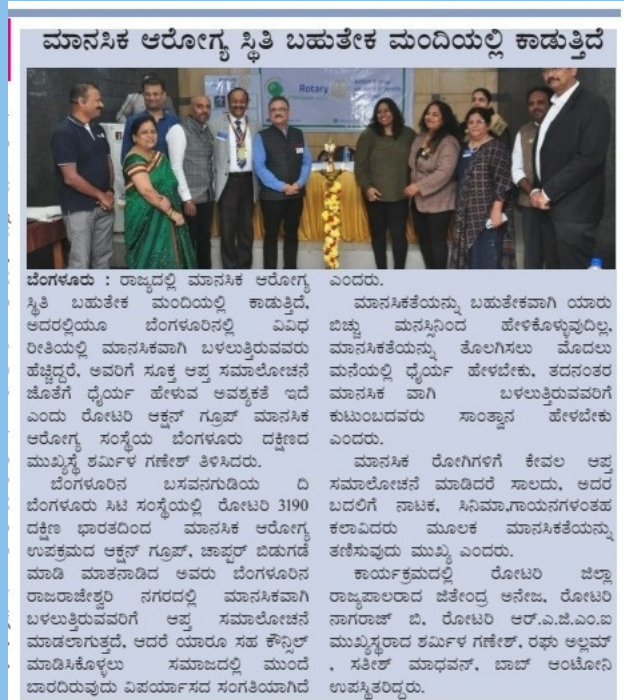 ಮಾನಸಿಕ ಆರೋಗ್ಯ ಸ್ಥಿತಿ ಬಹುತೇಕ ಮಂದಿಯಲ್ಲಿ ಕಾಡುತ್ತಿದೆ
Rotary
ಬೆಂಗಳೂರು : ರಾಜ್ಯದಲ್ಲಿ ಮಾನಸಿಕ ಆರೋಗ್ಯ
ಸ್ಥಿತಿ ಬಹುತೇಕ ಮಂದಿಯಲ್ಲಿ ಕಾಡುತ್ತಿದೆ,
ಅದರಲ್ಲಿಯೂ ಬೆಂಗಳೂರಿನಲ್ಲಿ ವಿವಿಧ
ರೀತಿಯಲ್ಲಿ ಮಾನಸಿಕವಾಗಿ ಬಳಲುತ್ತಿರುವವರು
ಹೆಚ್ಚಿದ್ದರೆ, ಅವರಿಗೆ ಸೂಕ್ತ ಆಪ್ತ ಸಮಾಲೋಚನೆ
ಜೊತೆಗೆ ಧೈರ್ಯ ಹೇಳುವ ಅವಶ್ಯಕತೆ ಇದೆ
ಎಂದು ರೋಟರಿ ಆಕ್ಷನ್ ಗ್ರೂಪ್ ಮಾನಸಿಕ
ಆರೋಗ್ಯ ಸಂಸ್ಥೆಯ ಬೆಂಗಳೂರು ದಕ್ಷಿಣದ
ಮುಖ್ಯಸ್ಥೆ ಶರ್ಮಿಳ ಗಣೇಶ್ ತಿಳಿಸಿದರು.
ಬೆಂಗಳೂರಿನ ಬಸವನಗುಡಿಯ ದಿ
ಬೆಂಗಳೂರು ಸಿಟಿ ಸಂಸ್ಥೆಯಲ್ಲಿ ರೋಟರಿ 3190
ದಕ್ಷಿಣ ಭಾರತದಿಂದ ಮಾನಸಿಕ ಆರೋಗ್ಯ
ಉಪಕ್ರಮದ ಆಕ್ಷನ್ ಗ್ರೂಪ್, ಚಾಪ್ಟರ್ ಬಿಡುಗಡೆ
ಮಾಡಿ ಮಾತನಾಡಿದ ಅವರು ಬೆಂಗಳೂರಿನ
ರಾಜರಾಜೇಶ್ವರಿ ನಗರದಲ್ಲಿ ಮಾನಸಿಕವಾಗಿ
ಬಳಲುತ್ತಿರುವವರಿಗೆ ಆಪ್ತ ಸಮಾಲೋಚನೆ
ಮಾಡಲಾಗುತ್ತದೆ, ಆದರೆ ಯಾರೂ ಸಹ ಕೌನ್ಸಿಲ್
ಮಾಡಿಸಿಕೊಳ್ಳಲು ಸಮಾಜದಲ್ಲಿ ಮುಂದೆ
ಬಾರದಿರುವುದು ವಿಪರ್ಯಾಸದ ಸಂಗತಿಯಾಗಿದೆ
ಎಂದರು.
ಮಾನಸಿಕತೆಯನ್ನು ಬಹುತೇಕವಾಗಿ ಯಾರು
ಬಿಚ್ಚು ಮನಸ್ಸಿನಿಂದ ಹೇಳಿಕೊಳ್ಳುವುದಿಲ್ಲ,
ಮಾನಸಿಕತೆಯನ್ನು ತೊಲಗಿಸಲು ಮೊದಲು
ಮನೆಯಲ್ಲಿ ಧೈರ್ಯ ಹೇಳಬೇಕು, ತದನಂತರ
ಮಾನಸಿಕ ವಾಗಿ ಬಳಲುತ್ತಿರುವವರಿಗೆ
ಕುಟುಂಬದವರು ಸಾಂತ್ವಾನ ಹೇಳಬೇಕು
ಎಂದರು.
ಮಾನಸಿಕ ರೋಗಿಗಳಿಗೆ ಕೇವಲ ಆಪ್ತ
ಸಮಾಲೋಚನೆ ಮಾಡಿದರೆ ಸಾಲದು, ಅದರ
ಬದಲಿಗೆ ನಾಟಕ, ಸಿನಿಮಾ,ಗಾಯನಗಳಂತಹ
ಕಲಾವಿದರು ಮೂಲಕ ಮಾನಸಿಕತೆಯನ್ನು
ತಣಿಸುವುದು ಮುಖ್ಯ ಎಂದರು.
ಕಾರ್ಯಕ್ರಮದಲ್ಲಿ ರೋಟರಿ ಜಿಲ್ಲಾ
ರಾಜ್ಯಪಾಲರಾದ ಜಿತೇಂದ್ರ ಅನೇಜ, ರೋಟರಿ
ನಾಗರಾಜ್ ಬಿ, ರೋಟರಿ ಆರ್.ಎ.ಜಿ.ಎಂ.ಐ
ಮುಖ್ಯಸ್ಥರಾದ ಶರ್ಮಿಳ ಗಣೇಶ್, ರಘು ಅಲ್ಲಮ್
, ಸತೀಶ್ ಮಾಧವನ್, ಬಾಬ್ ಆಂಟೋನಿ
ಉಪಸ್ಥಿತರಿದ್ದರು.